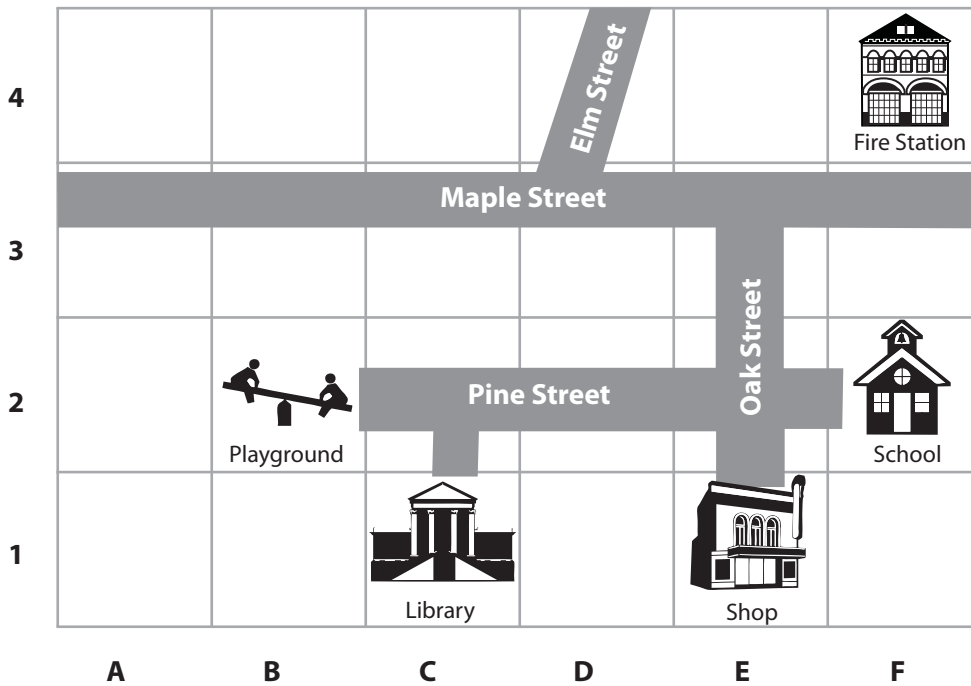 4
Elm Street
Fire Station
Maple Street
3
Oak Street
2
Pine Street
Playground
School
1
Library
Shop
A B C D E F